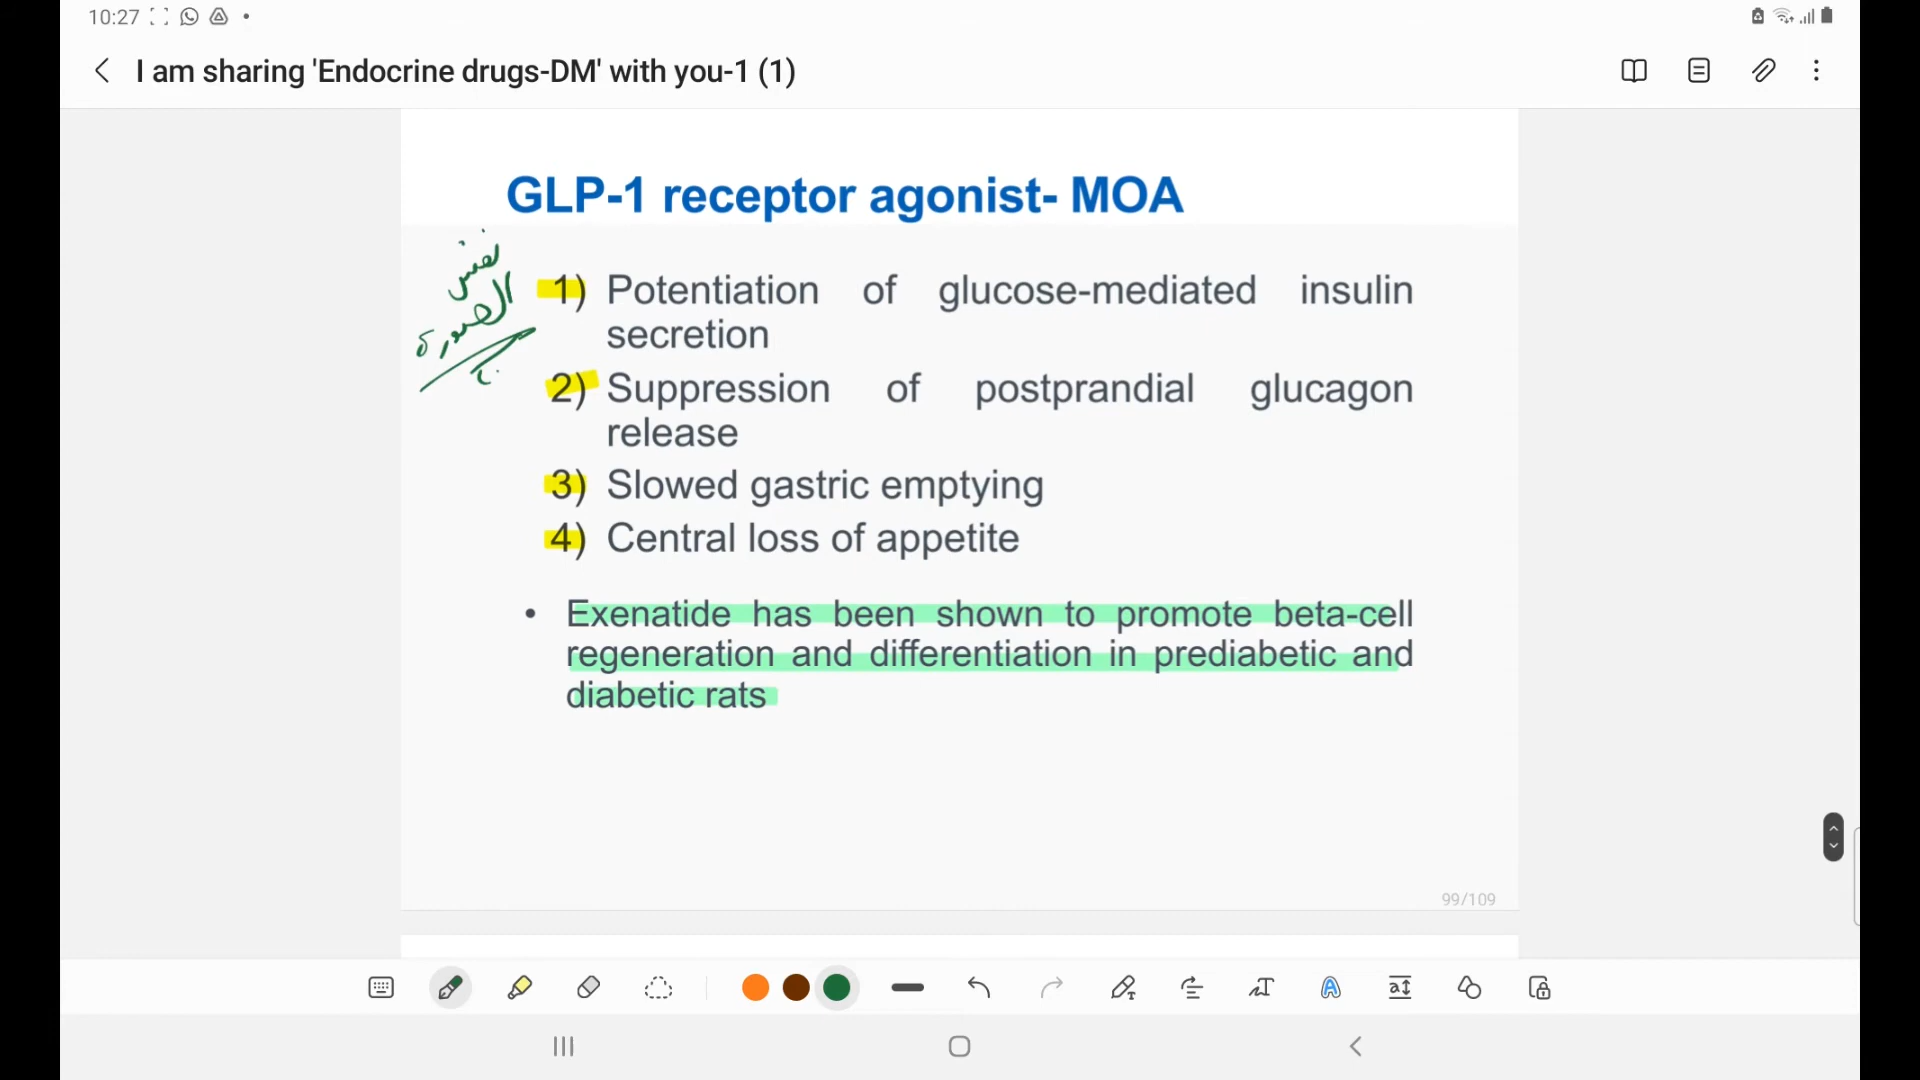 10:27
I am sharing 'Endocrine drugs-DM' with you-1 (1)
GLP-1 receptor agonist- MOA
نفس
الصورة
1) Potentiation of glucose-mediated insulin
secretion
2) Suppression of postprandial glucagon
release
3) Slowed gastric emptying
4) Central loss of appetite
• Exenatide has been shown to promote beta-cell
regeneration and differentiation in prediabetic and
diabetic rats
99/109